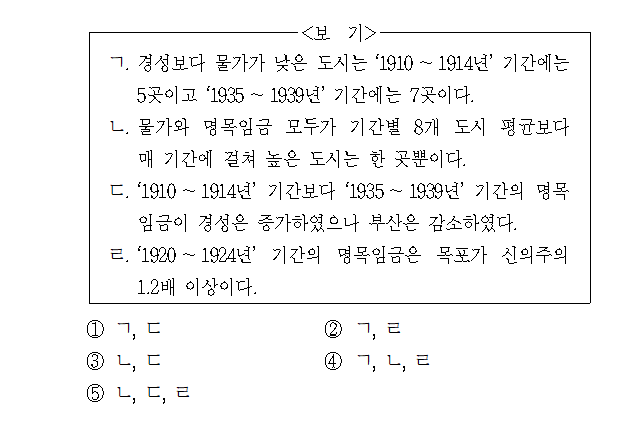 <보 기>
ㄱ. 경성보다 물가가 낮은 도시는 ‘1910 ~ 1914년’ 기간에는
5곳이고 ‘1935 ~ 1939년’ 기간에는 7곳이다.
ㄴ. 물가와 명목임금 모두가 기간별 8개 도시 평균보다
매 기간에 걸쳐 높은 도시는 한 곳뿐이다.
ㄷ. ‘1910 ~ 1914년’ 기간보다 ‘1935 ~ 1939년’ 기간의 명목
임금이 경성은 증가하였으나 부산은 감소하였다.
ㄹ. ‘1920 ~ 1924년’ 기간의 명목임금은 목포가 신의주의
1.2배 이상이다.
① ㄱ, ㄷ ② ㄱ, ㄹ
③ ㄴ, ㄷ ④ ㄱ, ㄴ, ㄹ
⑤ ㄴ, ㄷ, ㄹ